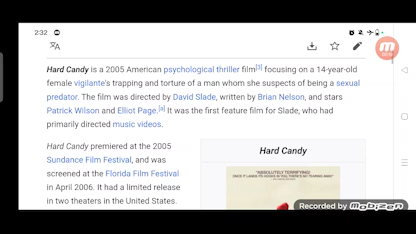 2:32
Hard Candy is a 2005 American psychological thriller film[3] focusing on a 14-year-old
female vigilante's trapping and torture of a man whom she suspects of being a sexual
predator. The film was directed by David Slade, written by Brian Nelson, and stars
Patrick Wilson and Elliot Page.[4] It was the first feature film for Slade, who had
primarily directed music videos.
Hard Candy premiered at the 2005
Sundance Film Festival, and was
screened at the Florida Film Festival
in April 2006. It had a limited release
in two theaters in the United States.
Hard Candy
"ABSOLUTELY TERRIFYING!
Recorded by MOBIZEN